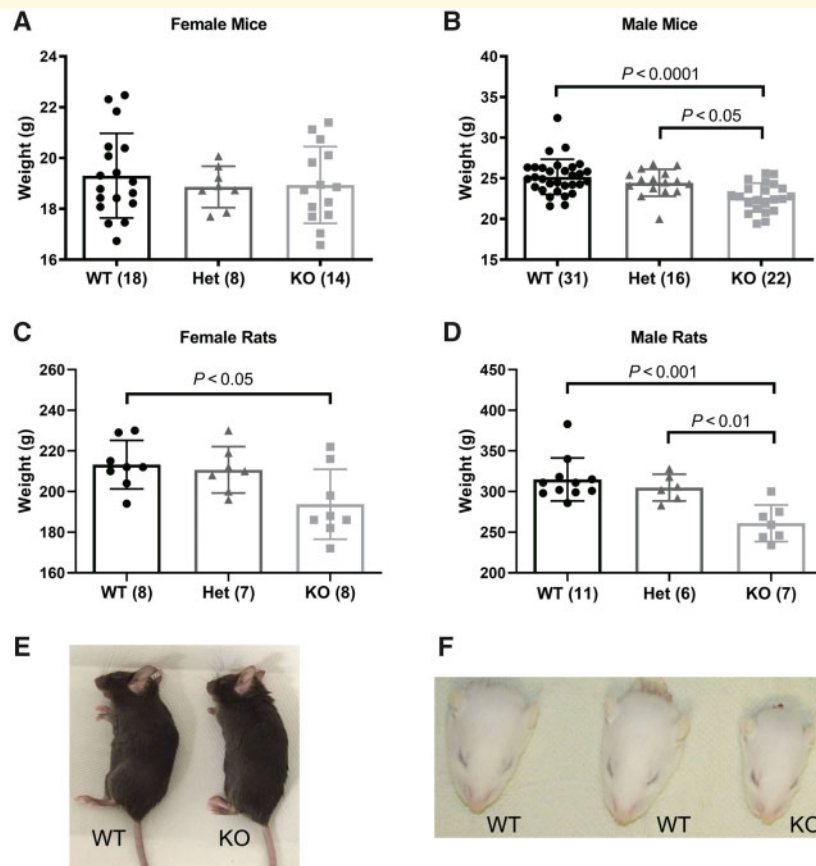 A
Female Mice
Weight (g)
24
22
20
18
16
WT (18) Het (8) KO (14)
B
Male Mice
Weight (g)
40
35
30
25
20
15
P < 0.0001
P < 0.05
WT (31) Het (16) KO (22)
C
Female Rats
Weight (g)
260
240
220
200
180
160
P < 0.05
WT (8) Het (7) KO (8)
D
Male Rats
Weight (g)
450
400
350
300
250
200
P < 0.001
P < 0.01
WT (11) Het (6) KO (7)
E
WT KO
F
WT WT KO